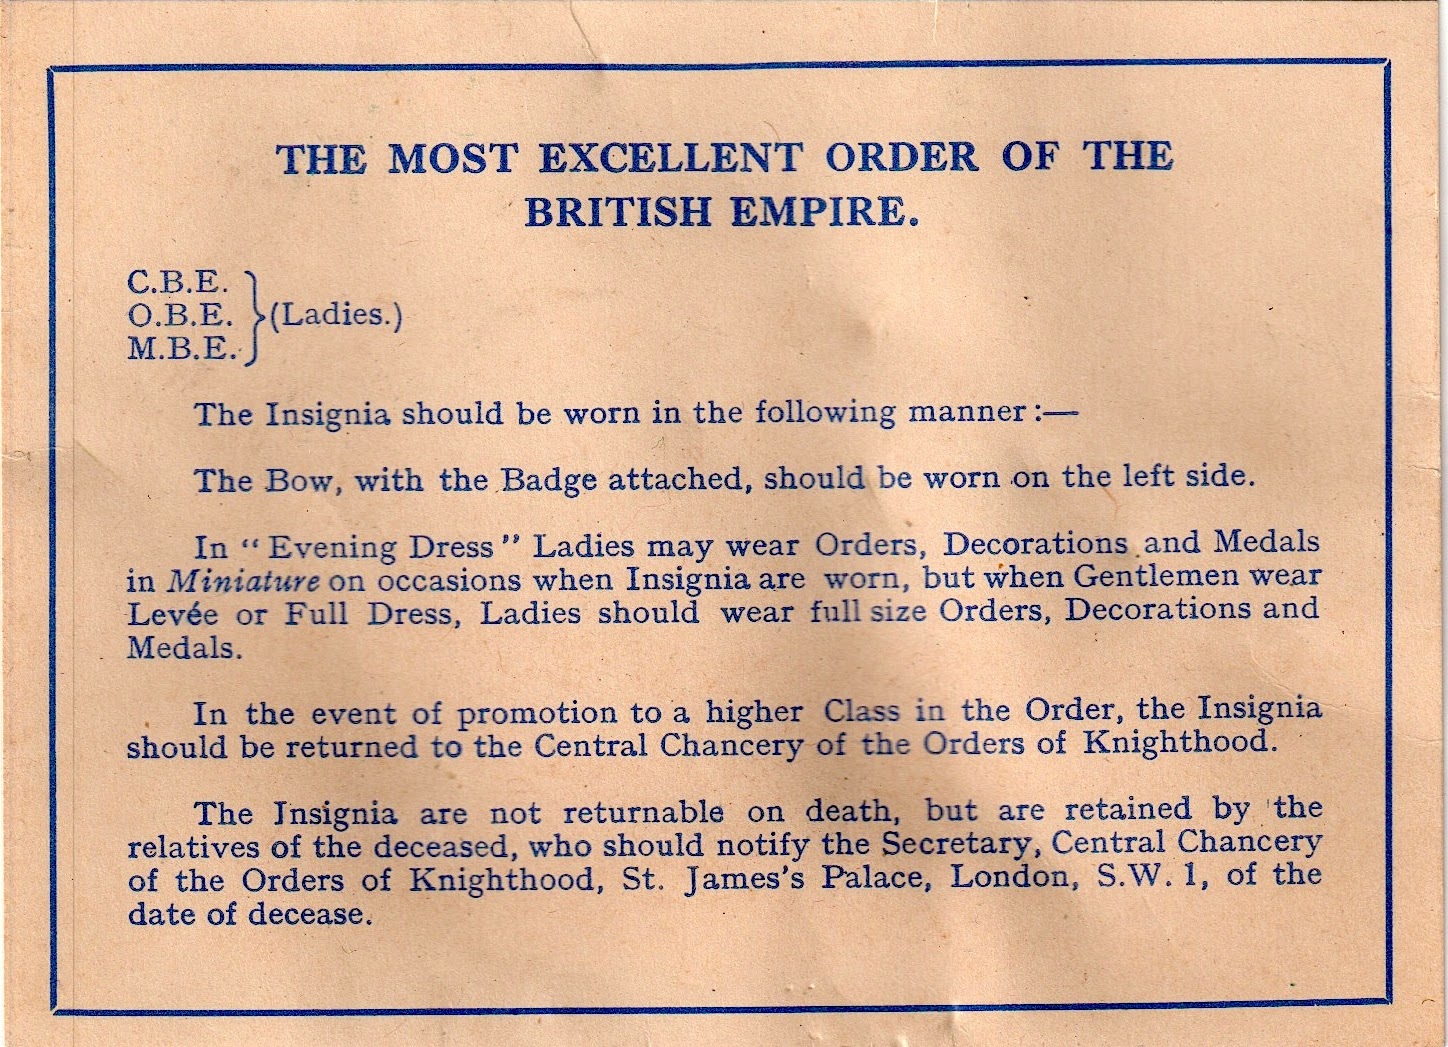 THE MOST EXCELLENT ORDER OF THE
BRITISH EMPIRE.
C.B.E.
O.B.E. } (Ladies.)
M.B.E.
The Insignia should be worn in the following manner:—
The Bow, with the Badge attached, should be worn on the left side.
In “Evening Dress” Ladies may wear Orders, Decorations and Medals
in Miniature on occasions when Insignia are worn, but when Gentlemen wear
Levée or Full Dress, Ladies should wear full size Orders, Decorations and
Medals.
In the event of promotion to a higher Class in the Order, the Insignia
should be returned to the Central Chancery of the Orders of Knighthood.
The Insignia are not returnable on death, but are retained by the
relatives of the deceased, who should notify the Secretary, Central Chancery
of the Orders of Knighthood, St. James's Palace, London, S.W. 1, of the
date of decease.